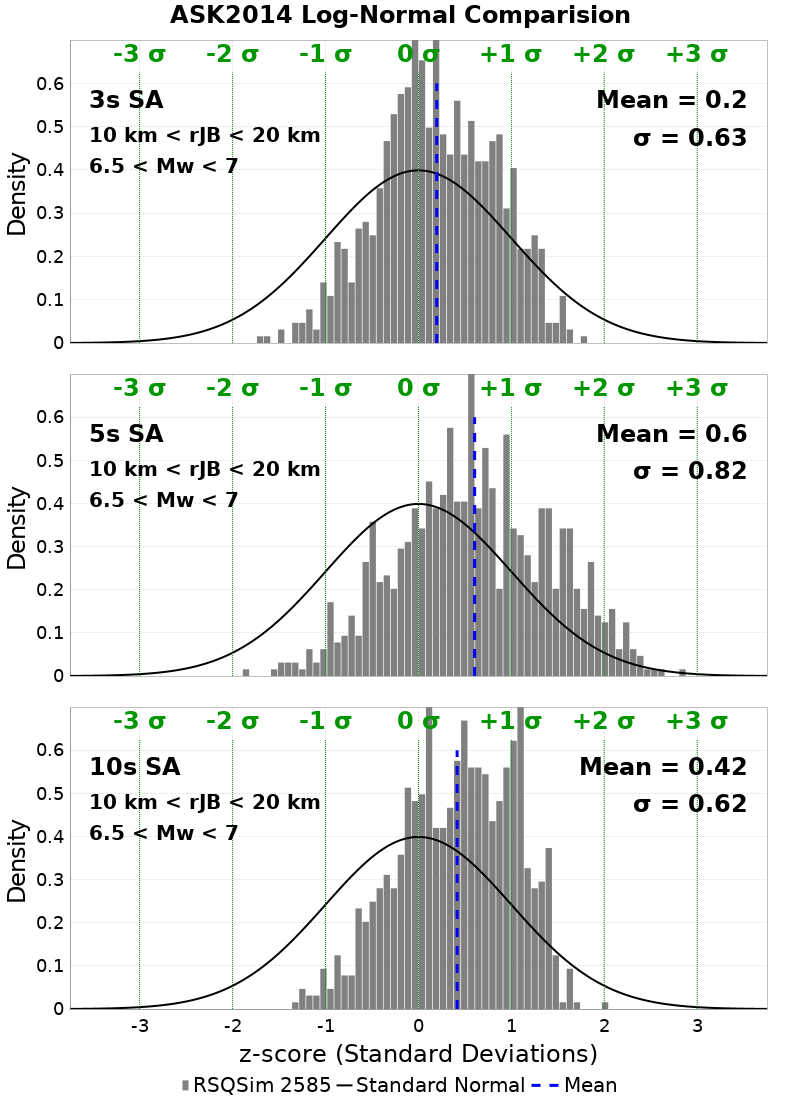 ASK2014 Log-Normal Comparision
-3 σ -2 σ -1 σ 0 σ +1 σ +2 σ +3 σ
3s SA
10 km < rJB < 20 km
6.5 < Mw < 7
Mean = 0.2
σ = 0.63
Density
0.6
0.5
0.4
0.3
0.2
0.1
0
-3 σ -2 σ -1 σ 0 σ +1 σ +2 σ +3 σ
5s SA
10 km < rJB < 20 km
6.5 < Mw < 7
Mean = 0.6
σ = 0.82
Density
0.6
0.5
0.4
0.3
0.2
0.1
0
-3 σ -2 σ -1 σ 0 σ +1 σ +2 σ +3 σ
10s SA
10 km < rJB < 20 km
6.5 < Mw < 7
Mean = 0.42
σ = 0.62
Density
0.6
0.5
0.4
0.3
0.2
0.1
0
-3 -2 -1 0 1 2 3
z-score (Standard Deviations)
RSQSim 2585 Standard Normal Mean